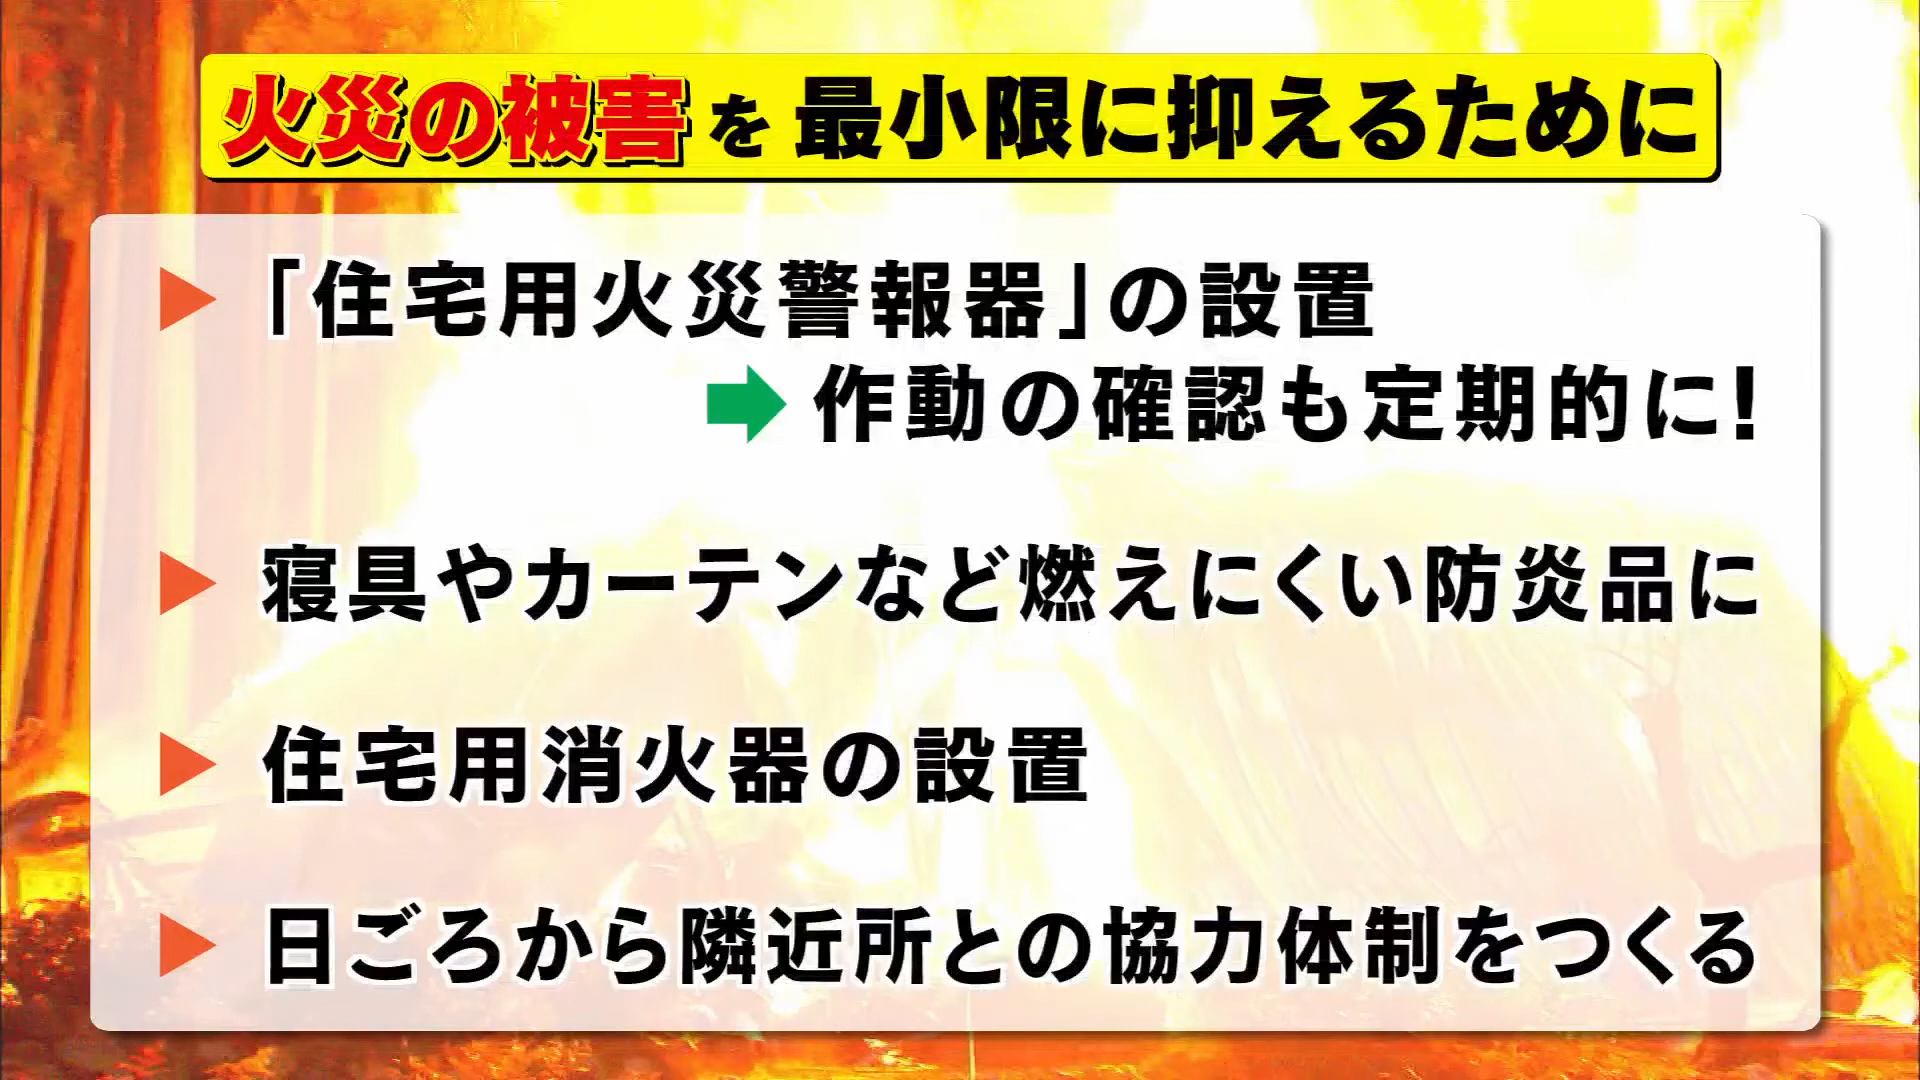 火災の被害を最小限に抑えるために
「住宅用火災警報器」の設置
作動の確認も定期的に!
寝具やカーテンなど燃えにくい防炎品に
住宅用消火器の設置
日ごろから隣近所との協力体制をつくる